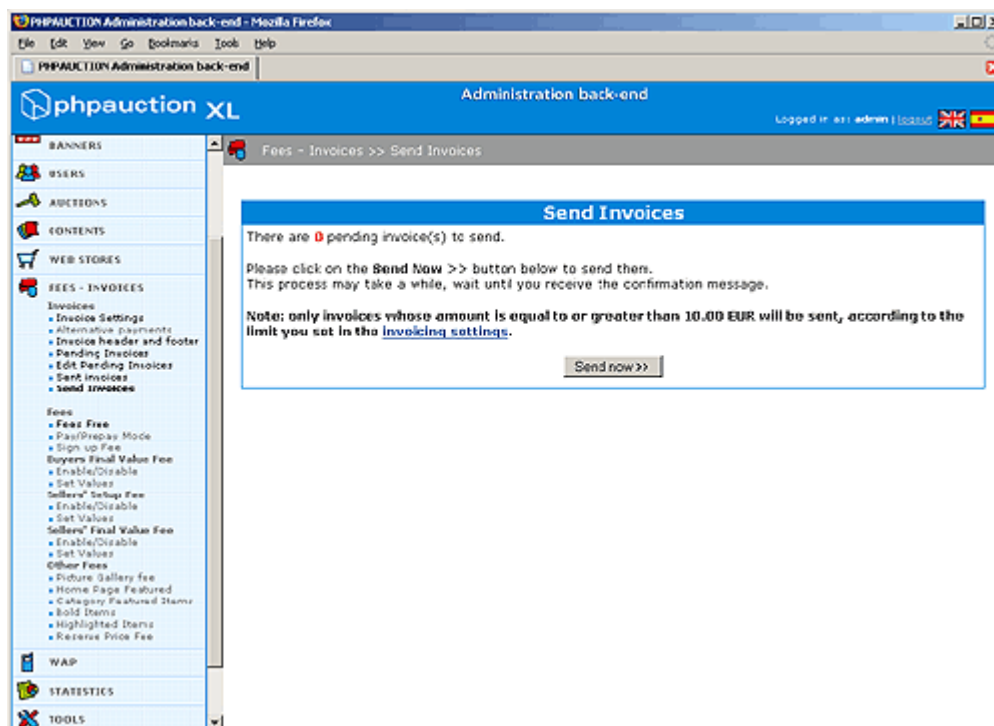 PHPAUCTION Administration back-end - Mozilla Firefox
File Edit View Go Bookmarks Tools Help
PHPAUCTION Administration back-end
phpauction XL
Administration back-end
Logged in as: admin | logout
BANNERS
USERS
AUCTIONS
CONTENTS
WEB STORES
FEES - INVOICES
Invoices
Invoice Settings
Alternative payments
Invoice header and footer
Pending Invoices
Edit Pending Invoices
Sent invoices
Send Invoices
Fees
Fees Free
Pay/Prepay Mode
Sign up Fee
Buyers Final Value Fee
Enable/Disable
Set Values
Sellers' Setup Fee
Enable/Disable
Set Values
Sellers' Final Value Fee
Enable/Disable
Set Values
Other Fees
Picture Gallery fee
Home Page Featured
Category Featured Items
Bold Items
Highlighted Items
Reserve Price Fee
WAP
STATISTICS
TOOLS
Fees - Invoices >> Send Invoices
Send Invoices
There are 0 pending invoice(s) to send.
Please click on the Send Now >> button below to send them.
This process may take a while, wait until you receive the confirmation message.
Note: only invoices whose amount is equal to or greater than 10.00 EUR will be sent, according to the
limit you set in the invoicing settings.
Send now >>